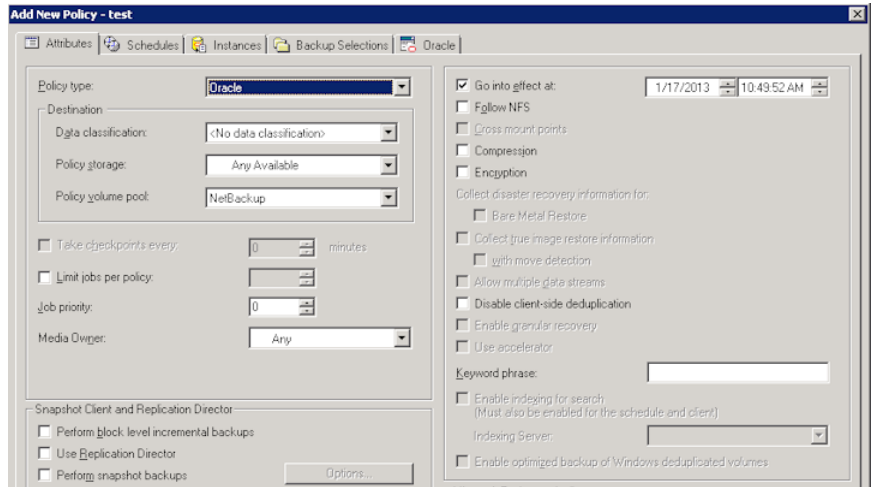 Add New Policy - test
Attributes Schedules Instances Backup Selections Oracle
Policy type: Oracle
Destination
Data classification: <No data classification>
Policy storage: Any Available
Policy volume pool: NetBackup
Take checkpoints every: 0 minutes
Limit jobs per policy:
Job priority: 0
Media Owner: Any
Snapshot Client and Replication Director
Perform block level incremental backups
Use Replication Director
Perform snapshot backups Options...
Go into effect at: 1/17/2013 10:49:52 AM
Follow NFS
Cross mount points
Compression
Encryption
Collect disaster recovery information for:
Bare Metal Restore
Collect true image restore information
with move detection
Allow multiple data streams
Disable client-side deduplication
Enable granular recovery
Use accelerator
Keyword phrase:
Enable indexing for search
(Must also be enabled for the schedule and client)
Indexing Server:
Enable optimized backup of Windows deduplicated volumes